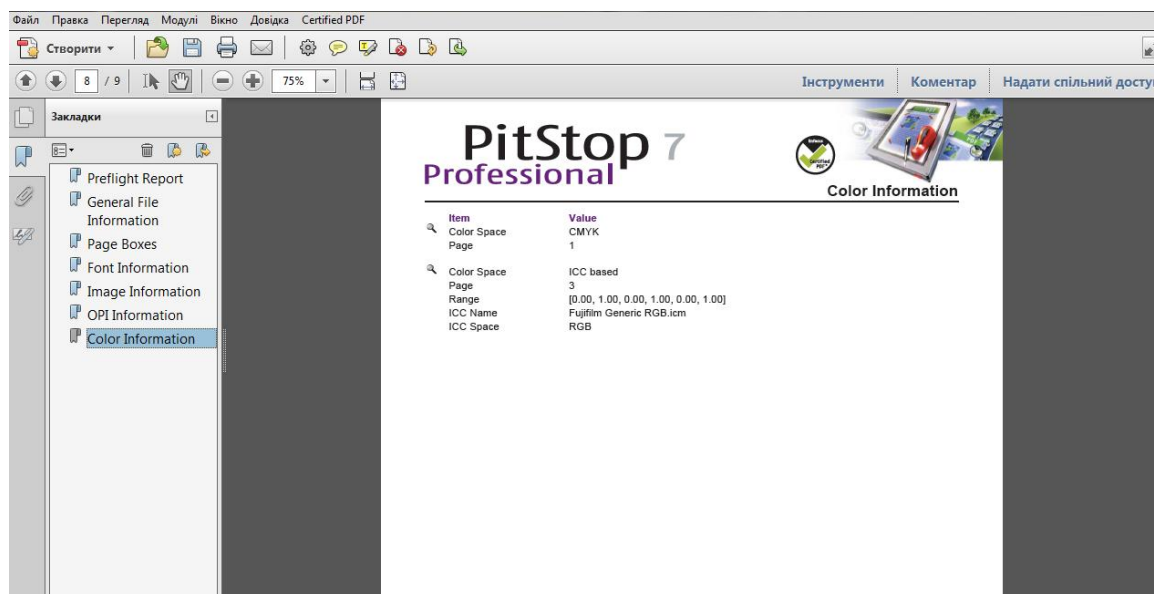 Файл Правка Перегляд Модулі Вікно Довідка Certified PDF
Створити
8 / 9 75% Інструменти Коментар Надати спільний доступ
Закладки
Preflight Report
General File
Information
Page Boxes
Font Information
Image Information
OPI Information
Color Information
PitStop 7
Professional
Certified
PDF
Color Information
Item Value
Color Space CMYK
Page 1
Color Space ICC based
Page 3
Range [0.00, 1.00, 0.00, 1.00, 0.00, 1.00]
ICC Name Fujifilm Generic RGB.icm
ICC Space RGB